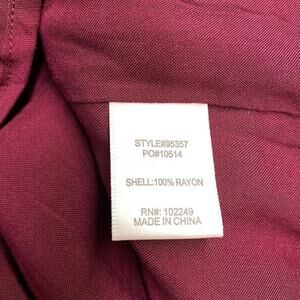 STYLE#95357
PO#10514
SHELL:100% RAYON
RN#: 102249
MADE IN CHINA